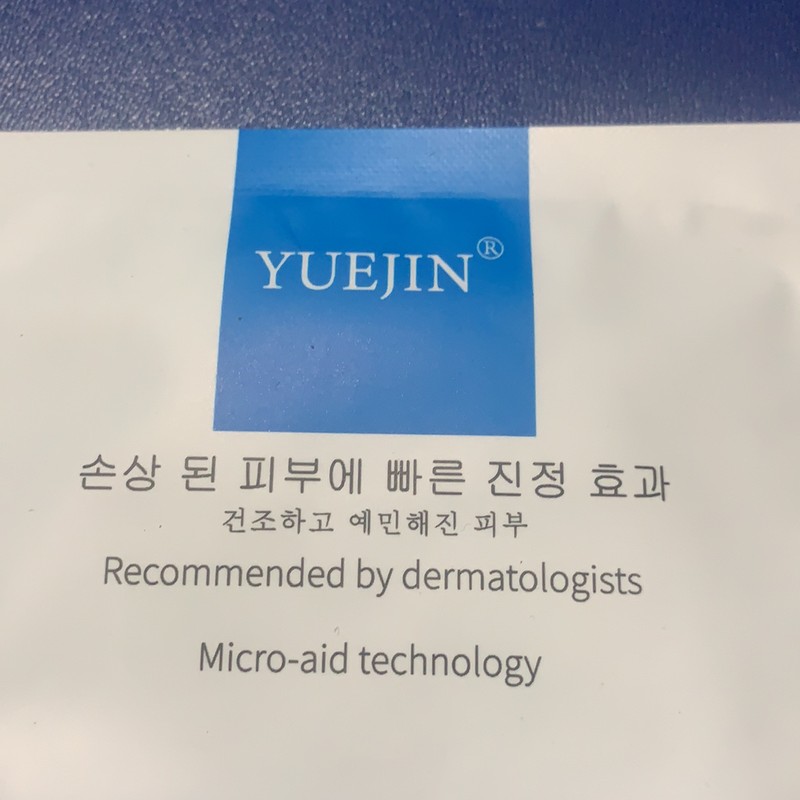 YUEJIN®
손상 된 피부에 빠른 진정 효과
건조하고 예민해진 피부
Recommended by dermatologists
Micro-aid technology